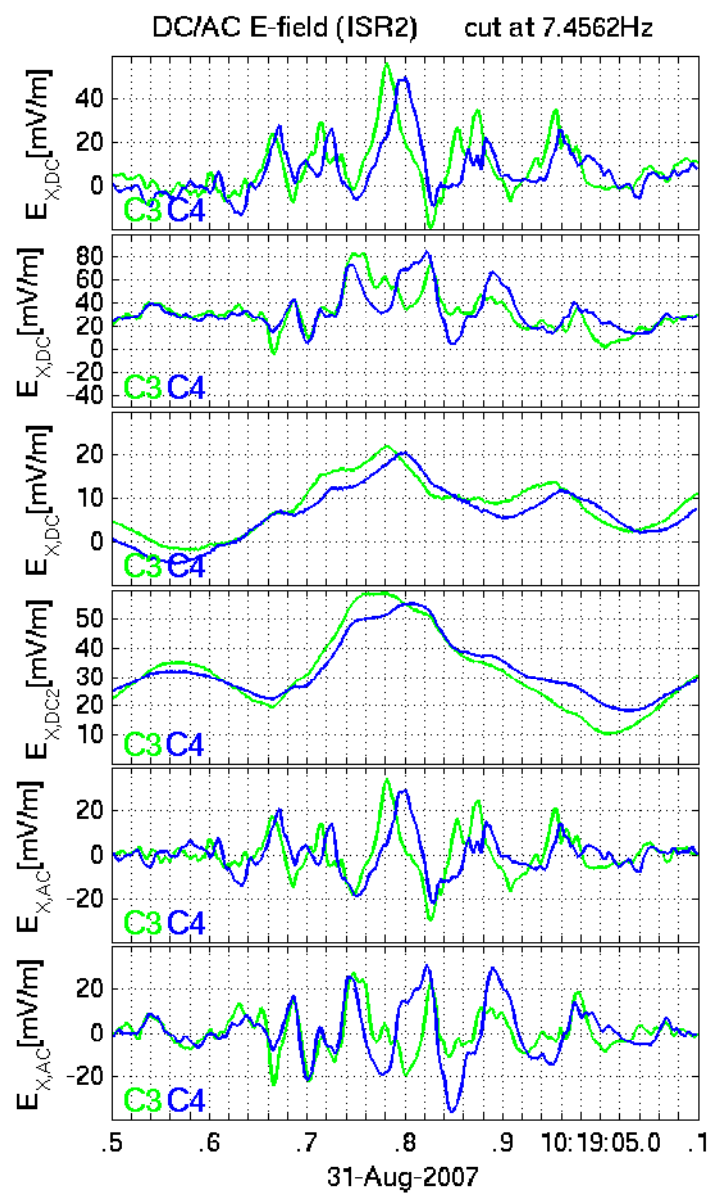 DC/AC E-field (ISR2) cut at 7.4562Hz
E_X,DC[mV/m]
40
20
0
C3 C4
E_X,DC[mV/m]
80
60
40
20
0
-20
-40
C3 C4
E_X,DC[mV/m]
20
10
0
C3 C4
E_X,DC2[mV/m]
50
40
30
20
10
C3 C4
E_X,AC[mV/m]
20
0
-20
C3 C4
E_X,AC[mV/m]
20
0
-20
C3 C4
.5 .6 .7 .8 .9 10:19:05.0 .1
31-Aug-2007